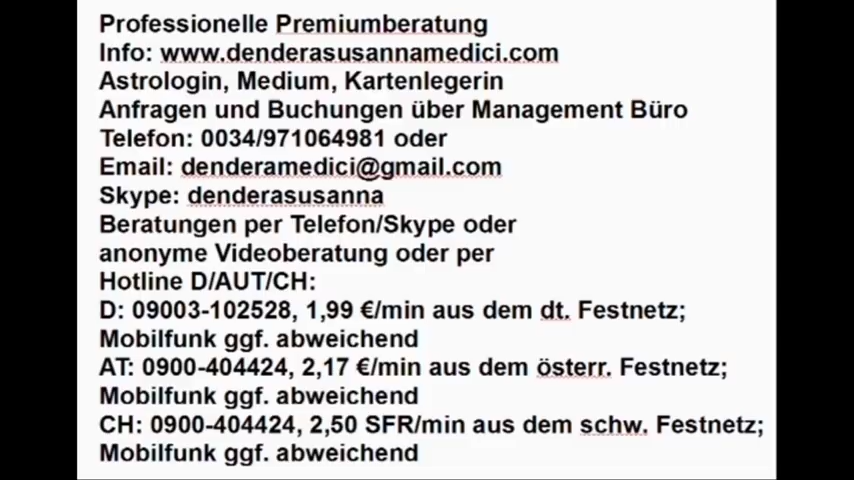 Professionelle Premiumberatung
Info: www.denderasusannamedici.com
Astrologin, Medium, Kartenlegerin
Anfragen und Buchungen über Management Büro
Telefon: 0034/971064981 oder
Email: denderamedici@gmail.com
Skype: denderasusanna
Beratungen per Telefon/Skype oder
anonyme Videoberatung oder per
Hotline D/AUT/CH:
D: 09003-102528, 1,99 €/min aus dem dt. Festnetz;
Mobilfunk ggf. abweichend
AT: 0900-404424, 2,17 €/min aus dem österr. Festnetz;
Mobilfunk ggf. abweichend
CH: 0900-404424, 2,50 SFR/min aus dem schw. Festnetz;
Mobilfunk ggf. abweichend